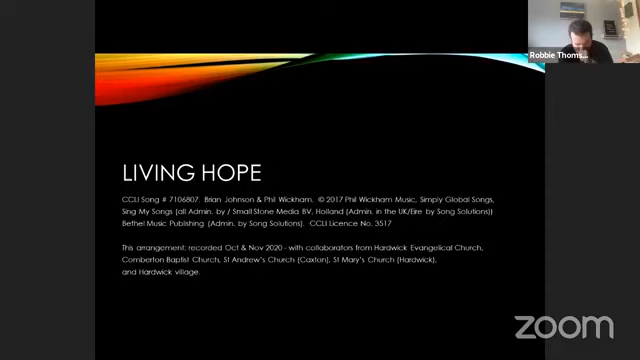 Robbie Thoms...
LIVING HOPE
CCLI Song # 7106807. Brian Johnson & Phil Wickham. © 2017 Phil Wickham Music, Simply Global Songs,
Sing My Songs (all Admin. by / Small Stone Media BV, Holland (Admin. in the UK/Eire by Song Solutions))
Bethel Music Publishing (Admin. by Song Solutions). CCLI Licence No. 3517
This arrangement: recorded Oct & Nov 2020 - with collaborators from Hardwick Evangelical Church,
Comberton Baptist Church, St Andrew's Church (Caxton), St Mary's Church (Hardwick),
and Hardwick village.
zoom